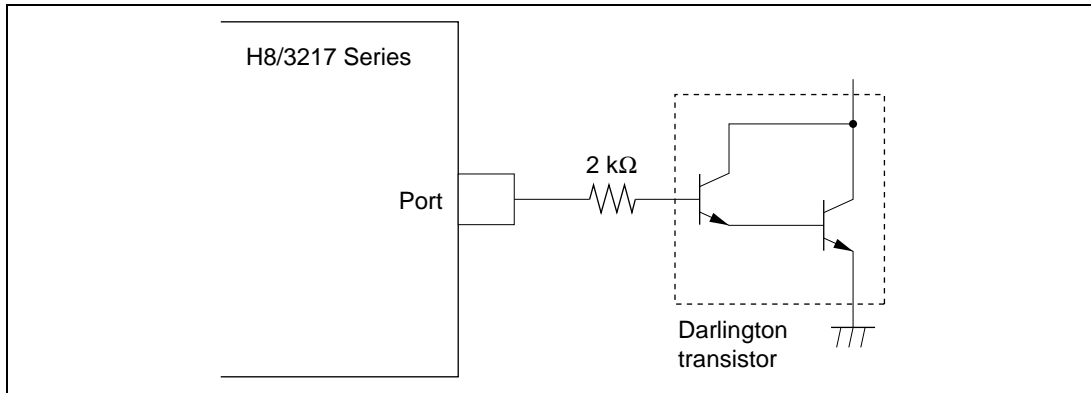 H8/3217 Series
2 kΩ
Port
Darlington
transistor